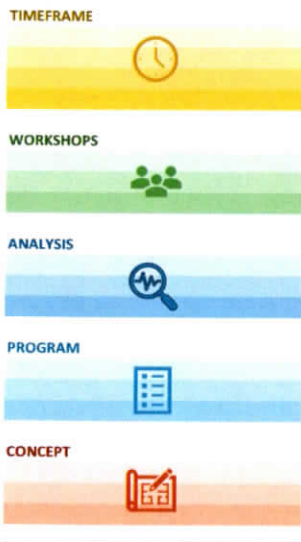 TIMEFRAME
WORKSHOPS
ANALYSIS
PROGRAM
CONCEPT